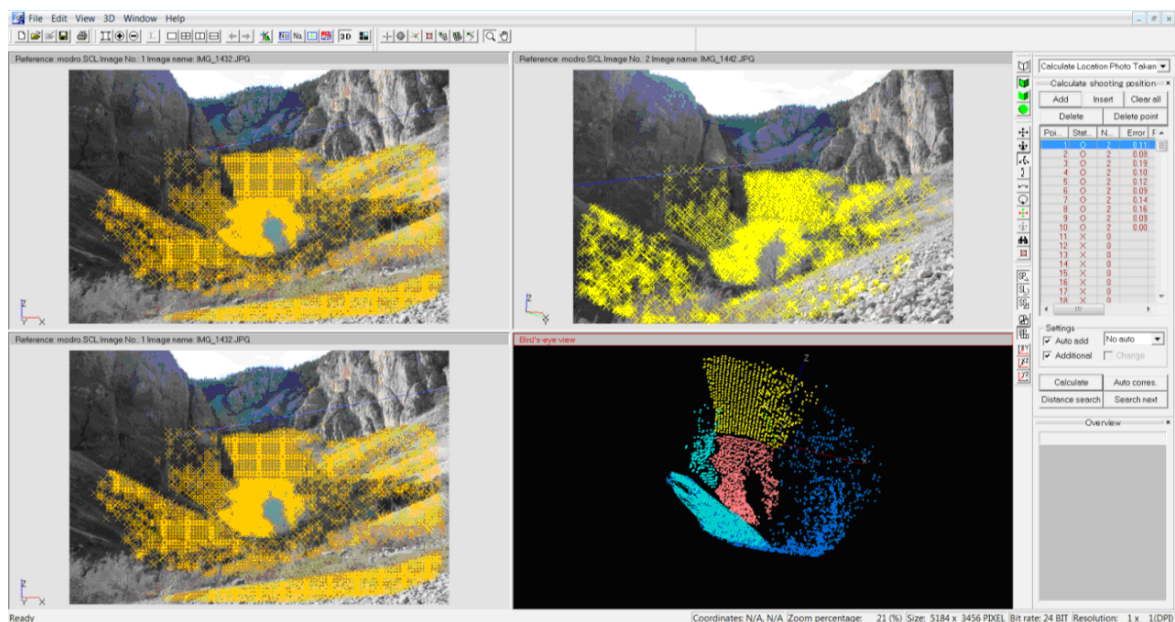 File Edit View 3D Window Help
3D
Reference: modro.SCL Image No.: 1 Image name: IMG_1432.JPG
Reference: modro.SCL Image No.: 2 Image name: IMG_1442.JPG
Calculate Location Photo Taken
Calculate shooting position
Add Insert Clear all
Delete Delete point
Poi... Stat... N... Error
1 O 2 0.11
2 O 2 0.08
3 O 2 0.19
4 O 2 0.10
5 O 2 0.12
6 O 2 0.09
7 O 2 0.14
8 O 2 0.16
9 O 2 0.09
10 O 2 0.00
11 X 0
12 X 0
13 X 0
14 X 0
15 X 0
16 X 0
17 X 0
18 X 0
Settings
Auto add No auto
Additional Change
Calculate Auto corres.
Distance search Search next
Overview
Reference: modro.SCL Image No.: 1 Image name: IMG_1432.JPG
Bird's-eye view
Z
X
Ready
Coordinates: N/A, N/A Zoom percentage: 21 (%) Size: 5184 x 3456 PIXEL Bit rate: 24 BIT Resolution: 1 x 1(DPI)